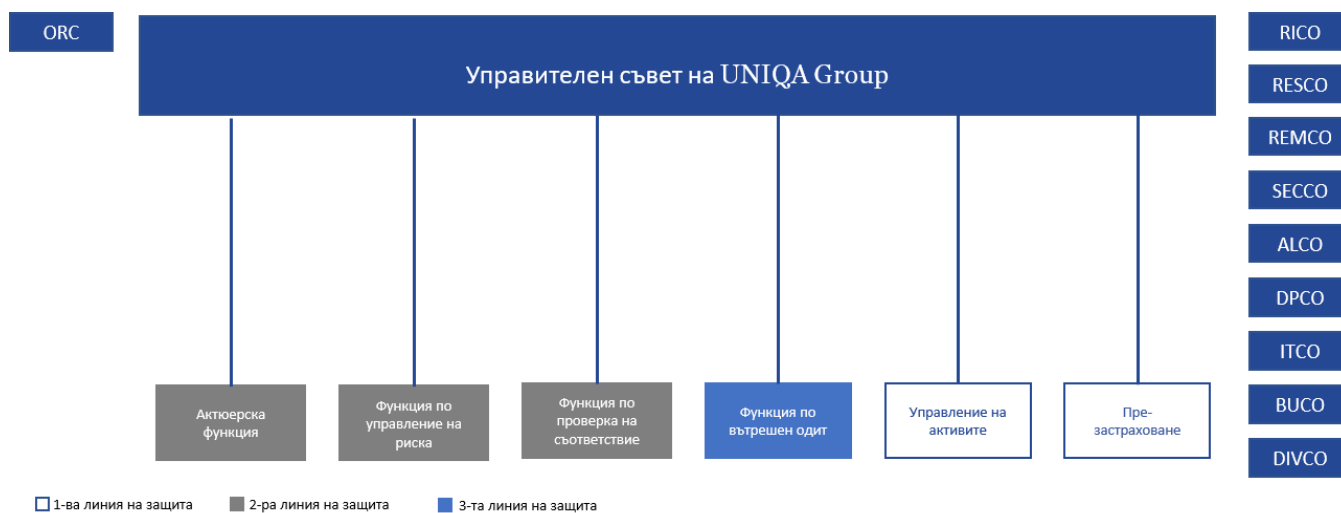 ORC
Управителен съвет на UNIQA Group
RICO
RESCO
REMCO
SECCO
ALCO
DPCO
ITCO
BUCO
DIVCO
Актюерска
функция
Функция по
управление на
риска
Функция по
проверка на
съответствие
Функция по
вътрешен одит
Управление на
активите
Пре-
застраховане
1-ва линия на защита
2-ра линия на защита
3-та линия на защита